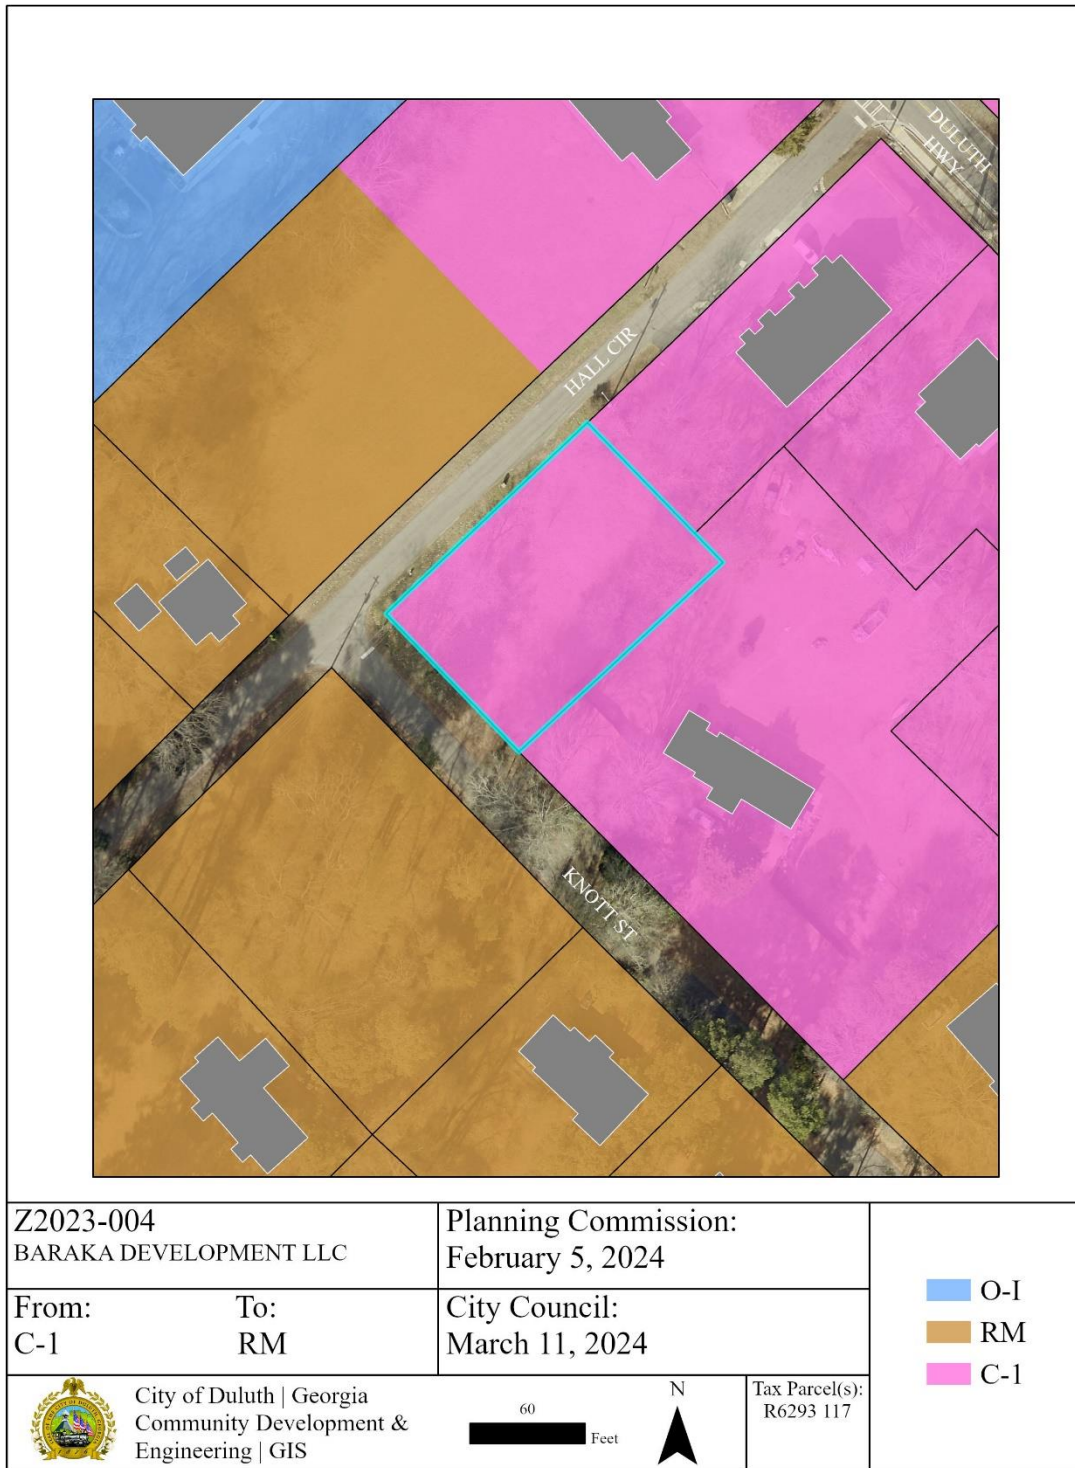 DULUTH
HWY
HALL CIR
KNOTT ST
Z2023-004
BARAKA DEVELOPMENT LLC
Planning Commission:
February 5, 2024
From: To:
C-1 RM
City Council:
March 11, 2024
O-I
RM
C-1
City of Duluth | Georgia
Community Development &
Engineering | GIS
60
Feet
N
Tax Parcel(s):
R6293 117